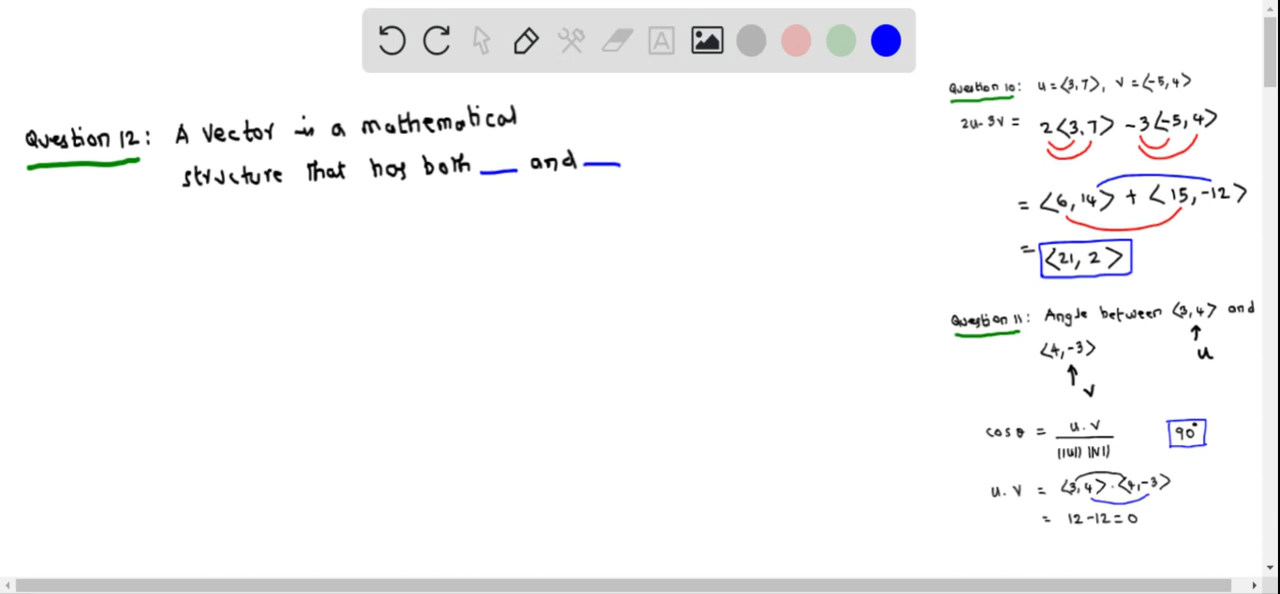 Question 12: A vector is a mathematical
structure that has both __ and __
Question 10: u = <3,7>, v = <-5,4>
2u-3v = 2<3,7> -3<-5,4>
= <6,14> + <15,-12>
= <21, 2>
Question 11: Angle between <3,4> and
<4,-3>
u
v
cos θ = u.v / ||u|| ||v||
90°
u.v = <3,4>.<4,-3>
= 12-12=0